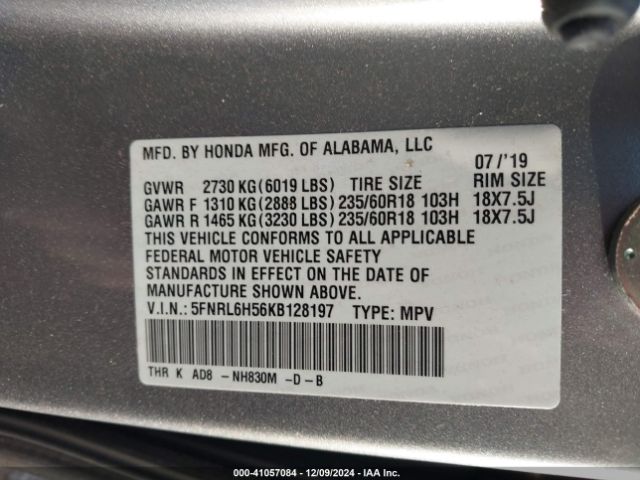 MFD. BY HONDA MFG. OF ALABAMA, LLC 07/'19
GVWR 2730 KG(6019 LBS) TIRE SIZE RIM SIZE
GAWR F 1310 KG(2888 LBS) 235/60R18 103H 18X7.5J
GAWR R 1465 KG(3230 LBS) 235/60R18 103H 18X7.5J
THIS VEHICLE CONFORMS TO ALL APPLICABLE
FEDERAL MOTOR VEHICLE SAFETY
STANDARDS IN EFFECT ON THE DATE OF
MANUFACTURE SHOWN ABOVE.
V.I.N.: 5FNRL6H56KB128197 TYPE: MPV
THR K AD8 -NH830M -D-B
000-41057084 | 12/09/2024 - IAA Inc.